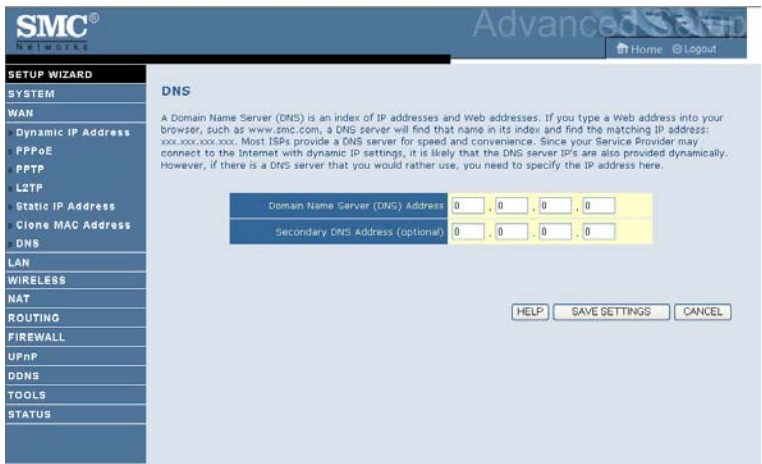 SMC®
Networks
Advanced Setup
Home Logout
SETUP WIZARD
SYSTEM
WAN
Dynamic IP Address
PPPoE
PPTP
L2TP
Static IP Address
Clone MAC Address
DNS
LAN
WIRELESS
NAT
ROUTING
FIREWALL
UPnP
DDNS
TOOLS
STATUS
DNS
A Domain Name Server (DNS) is an index of IP addresses and Web addresses. If you type a Web address into your
browser, such as www.smc.com, a DNS server will find that name in its index and find the matching IP address:
xxx.xxx.xxx.xxx. Most ISPs provide a DNS server for speed and convenience. Since your Service Provider may
connect to the Internet with dynamic IP settings, it is likely that the DNS server IP's are also provided dynamically.
However, if there is a DNS server that you would rather use, you need to specify the IP address here.
Domain Name Server (DNS) Address 0 . 0 . 0 . 0
Secondary DNS Address (optional) 0 . 0 . 0 . 0
HELP SAVE SETTINGS CANCEL